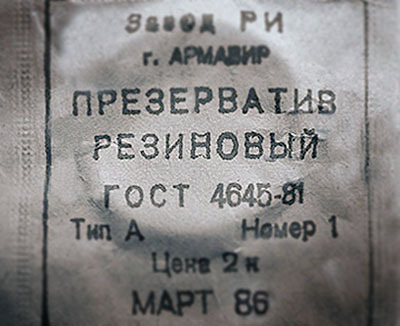 Завод РИ
г. АРМАВИР
ПРЕЗЕРВАТИВ
РЕЗИНОВЫЙ
ГОСТ 4645-81
Тип А Номер 1
Цена 2 к
МАРТ 86